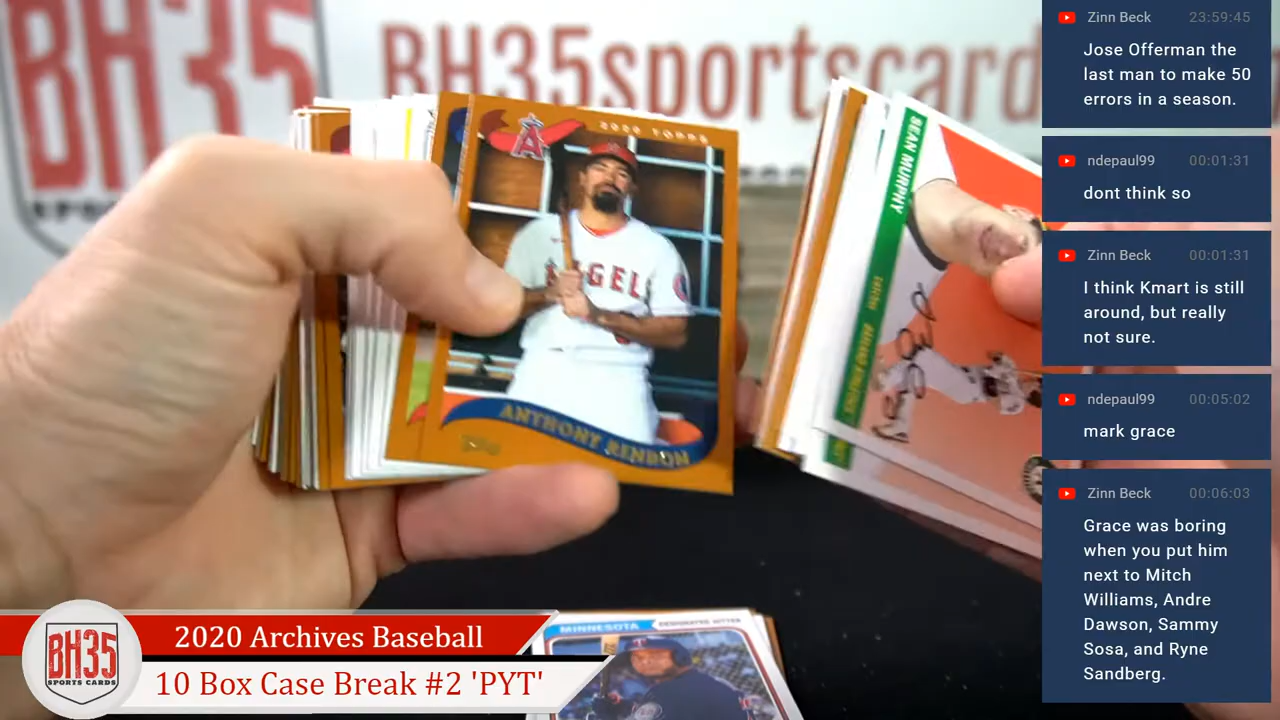 BH35
SPORTS
BH35sportscard
2020 TOPPS
A
ANGEL
ANTHONY RENDON
SEAN MURPHY
MINNESOTA
DESIGNATED HITTER
BH35
SPORTS CARDS
2020 Archives Baseball
10 Box Case Break #2 'PYT'
Zinn Beck 23:59:45
Jose Offerman the
last man to make 50
errors in a season.
ndepaul99 00:01:31
dont think so
Zinn Beck 00:01:31
I think Kmart is still
around, but really
not sure.
ndepaul99 00:05:02
mark grace
Zinn Beck 00:06:03
Grace was boring
when you put him
next to Mitch
Williams, Andre
Dawson, Sammy
Sosa, and Ryne
Sandberg.